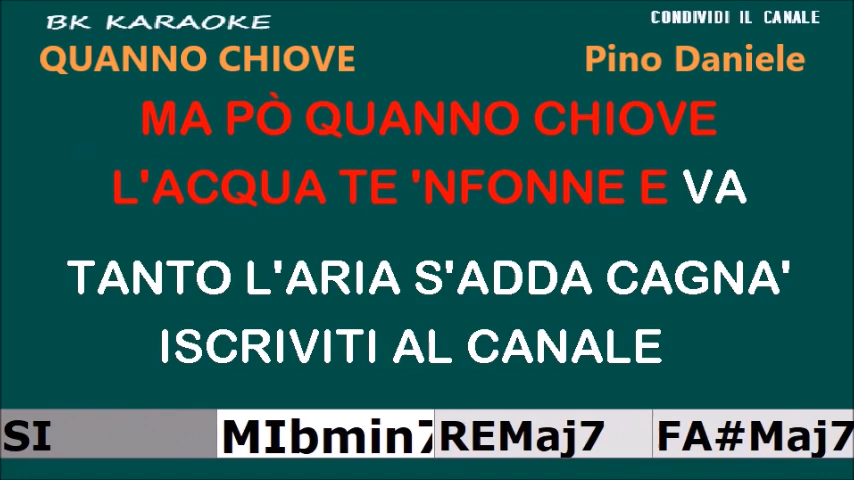 BK KARAOKE
CONDIVIDI IL CANALE
QUANNO CHIOVE
Pino Daniele
MA PÒ QUANNO CHIOVE
L'ACQUA TE 'NFONNE E VA
TANTO L'ARIA S'ADDA CAGNA'
ISCRIVITI AL CANALE
SI MIbmin7 REMaj7 FA#Maj7